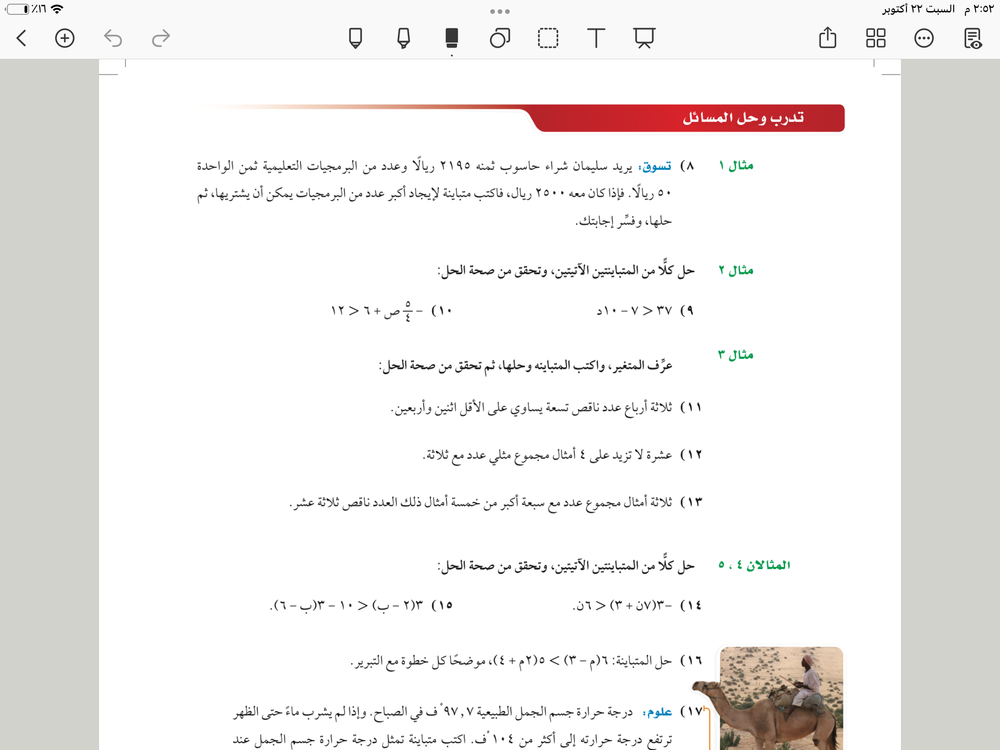 ٢:٥٢ م السبت ٢٢ أكتوبر
٪١٦
تدرب وحل المسائل
مثال ١
٨) تسوق: يريد سليمان شراء حاسوب ثمنه ٢١٩٥ ريالًا وعدد من البرمجيات التعليمية ثمن الواحدة
٥٠ ريالًا. فإذا كان معه ٢٥٠٠ ريال، فاكتب متباينة لإيجاد أكبر عدد من البرمجيات يمكن أن يشتريها، ثم
حلها، وفسِّر إجابتك.
مثال ٢
حل كلًّا من المتباينتين الآتيتين، وتحقق من صحة الحل:
٩) ٣٧ < ٧ – ١٠د
١٠) – ٥/٤ ص + ٦ < ١٢
مثال ٣
عرِّف المتغير، واكتب المتباينه وحلها، ثم تحقق من صحة الحل:
١١) ثلاثة أرباع عدد ناقص تسعة يساوي على الأقل اثنين وأربعين.
١٢) عشرة لا تزيد على ٤ أمثال مجموع مثلي عدد مع ثلاثة.
١٣) ثلاثة أمثال مجموع عدد مع سبعة أكبر من خمسة أمثال ذلك العدد ناقص ثلاثة عشر.
المثالان ٤ ، ٥
حل كلًّا من المتباينتين الآتيتين، وتحقق من صحة الحل:
١٤) –٣(٧ن + ٣) < ٦ن.
١٥) ٣(٢ – ب) < ١٠ – ٣(ب – ٦).
١٦) حل المتباينة: ٦(م – ٣) > ٥(٢م + ٤)، موضحًا كل خطوة مع التبرير.
١٧) علوم: درجة حرارة جسم الجمل الطبيعية ٩٧,٧ ْف في الصباح. وإذا لم يشرب ماءً حتى الظهر
ترتفع درجة حرارته إلى أكثر من ١٠٤ ْف. اكتب متباينة تمثل درجة حرارة جسم الجمل عند